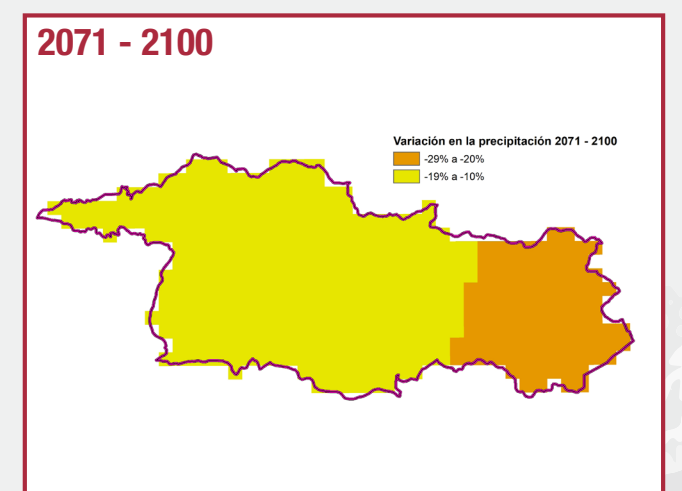 2071 - 2100
Variación en la precipitación 2071 - 2100
-29% a -20%
-19% a -10%